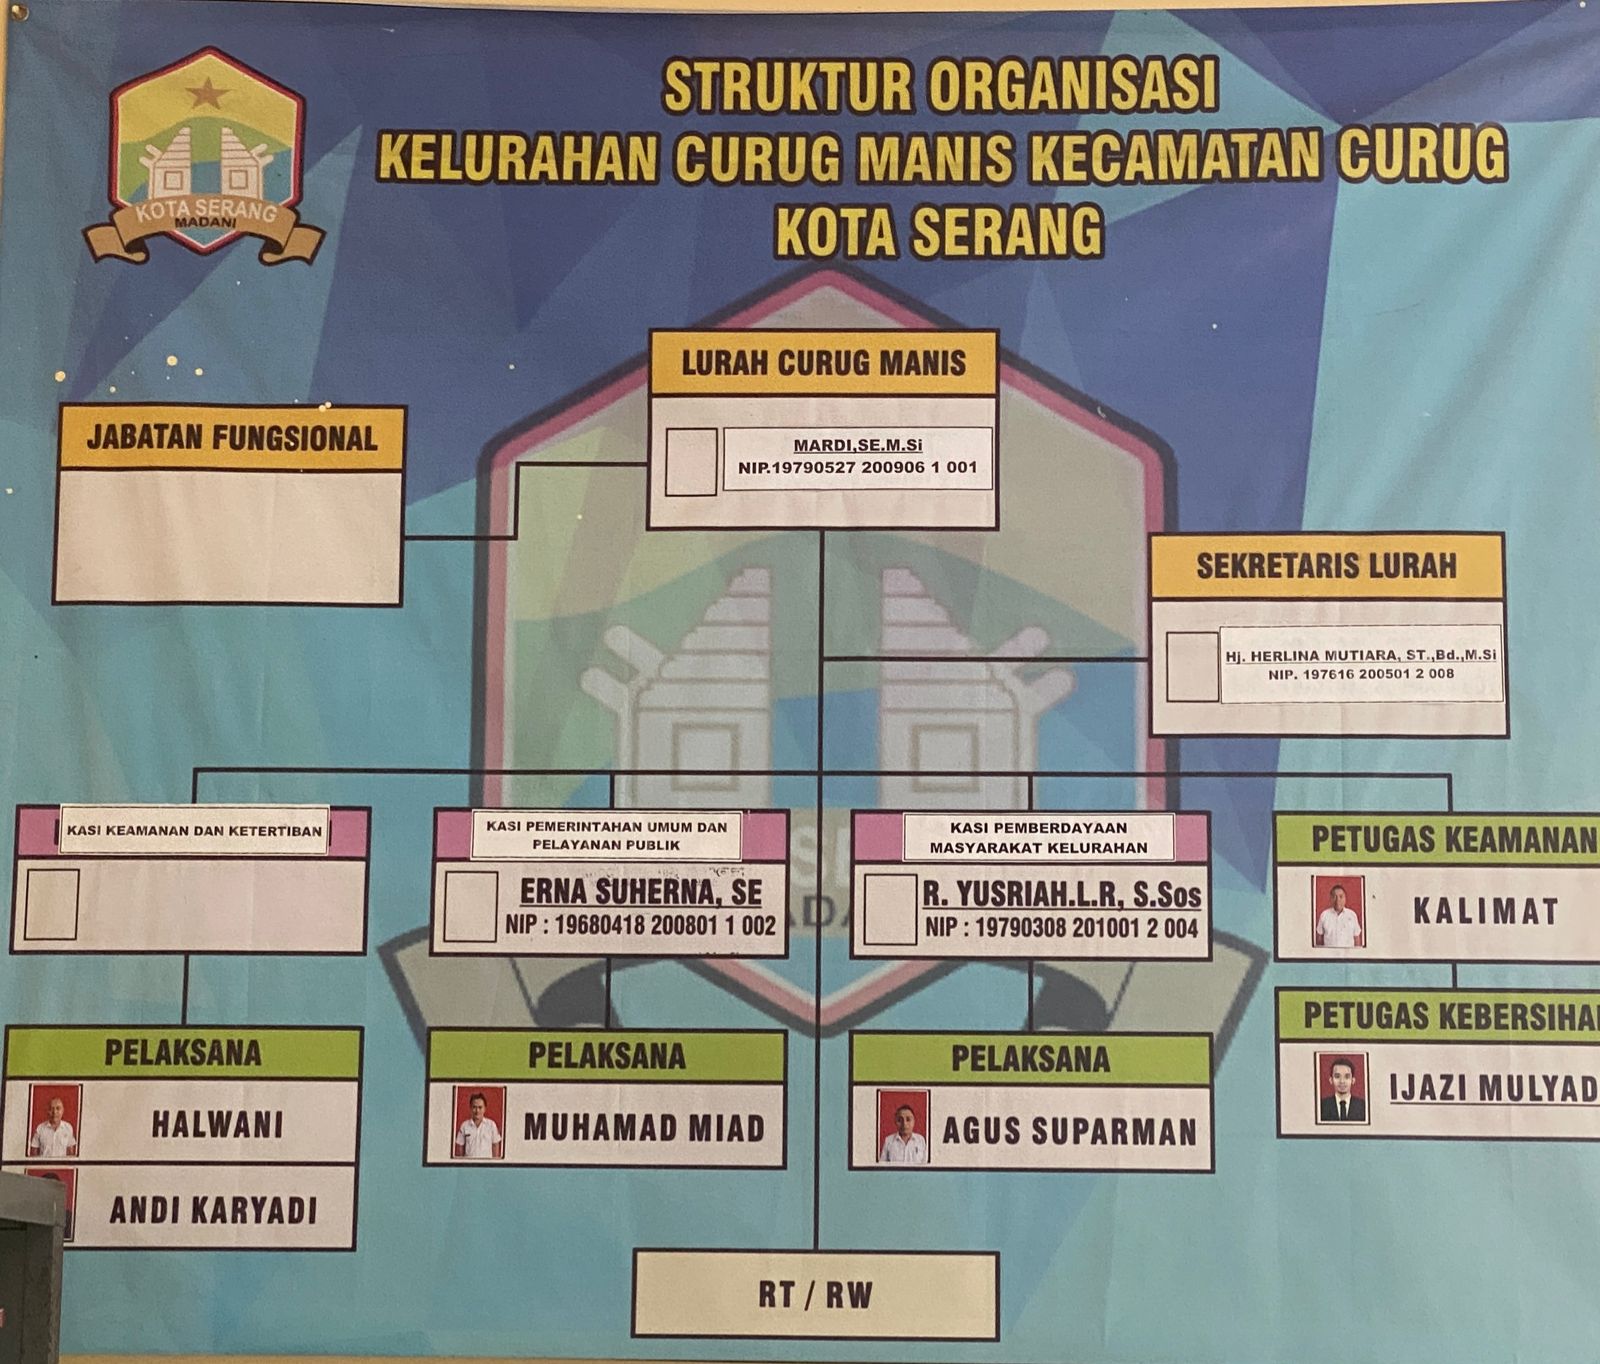 STRUKTUR ORGANISASI
KELURAHAN CURUG MANIS KECAMATAN CURUG
KOTA SERANG
KOTA SERANG
MADANI
LURAH CURUG MANIS
MARDI,SE.M.Si
NIP.19790527 200906 1 001
JABATAN FUNGSIONAL
SEKRETARIS LURAH
Hj. HERLINA MUTIARA, ST.,Bd.,M.Si
NIP. 197616 200501 2 008
KASI KEAMANAN DAN KETERTIBAN
KASI PEMERINTAHAN UMUM DAN
PELAYANAN PUBLIK
ERNA SUHERNA, SE
NIP : 19680418 200801 1 002
KASI PEMBERDAYAAN
MASYARAKAT KELURAHAN
R. YUSRIAH.L.R, S.Sos
NIP : 19790308 201001 2 004
PETUGAS KEAMANAN
KALIMAT
PETUGAS KEBERSIHA
IJAZI MULYAD
PELAKSANA
HALWANI
ANDI KARYADI
PELAKSANA
MUHAMAD MIAD
PELAKSANA
AGUS SUPARMAN
RT / RW